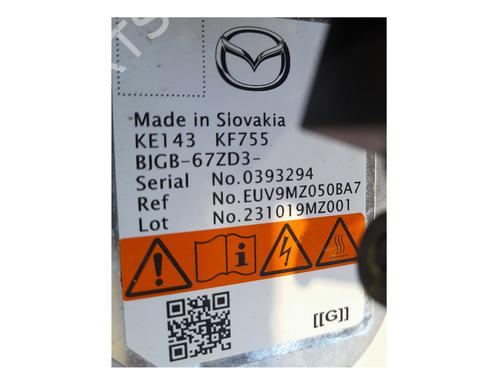 Made in Slovakia
KE143 KF755
BJGB-67ZD3-
Serial No.0393294
Ref No.EUV9MZ050BA7
Lot No.231019MZ001
[[G]]